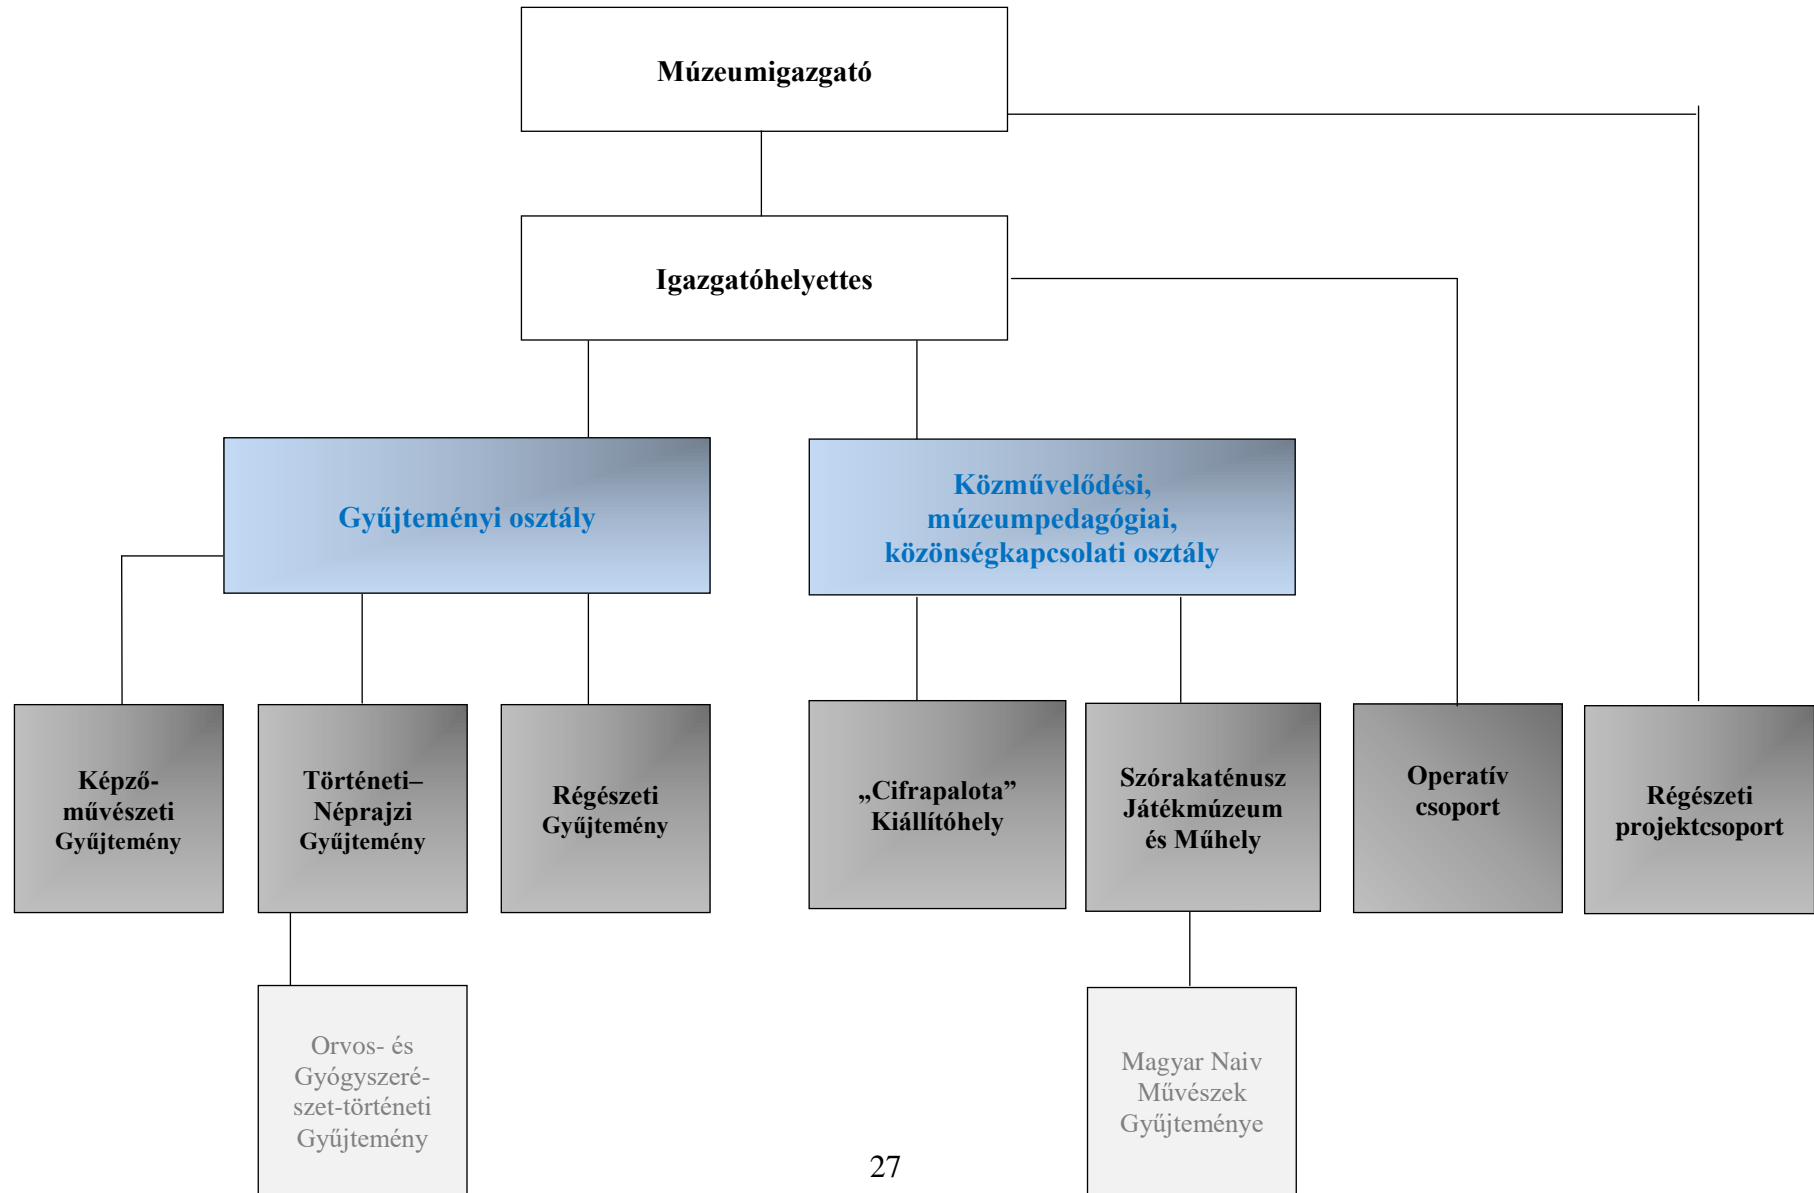 Múzeumigazgató
Igazgatóhelyettes
Gyűjteményi osztály
Közművelődési,
múzeumpedagógiai,
közönségkapcsolati osztály
Képző-
művészeti
Gyűjtemény
Történeti–
Néprajzi
Gyűjtemény
Régészeti
Gyűjtemény
„Cifrapalota”
Kiállítóhely
Szórakaténusz
Játékmúzeum
és Műhely
Operatív
csoport
Régészeti
projektcsoport
Orvos- és
Gyógyszeré-
szet-történeti
Gyűjtemény
Magyar Naiv
Művészek
Gyűjteménye
27